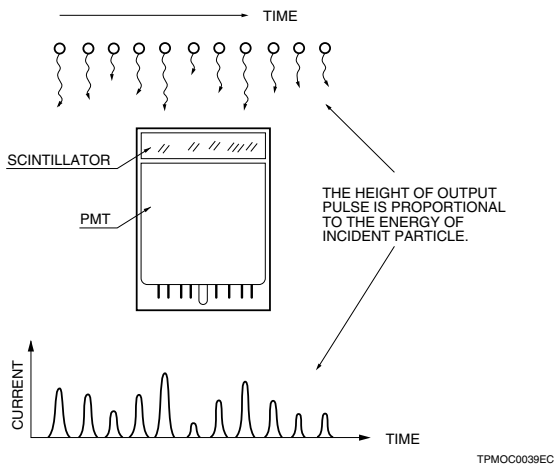 TIME
SCINTILLATOR
PMT
THE HEIGHT OF OUTPUT
PULSE IS PROPORTIONAL
TO THE ENERGY OF
INCIDENT PARTICLE.
CURRENT
TIME
TPMOC0039EC